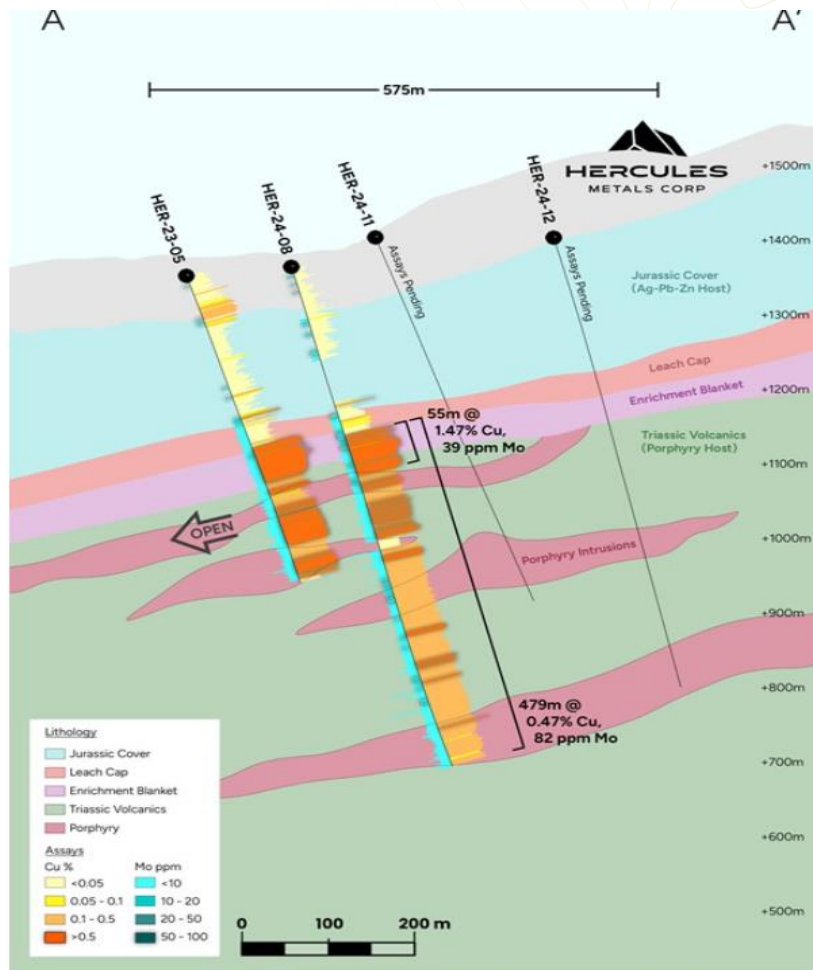 A
A'
575m
HERCULES
METALS CORP
HER-23-05
HER-24-08
HER-24-11
HER-24-12
Assays Pending
Assays Pending
+1500m
+1400m
+1300m
+1200m
+1100m
+1000m
+900m
+800m
+700m
+600m
+500m
Jurassic Cover
(Ag-Pb-Zn Host)
Leach Cap
Enrichment Blanket
Triassic Volcanics
(Porphyry Host)
55m @
1.47% Cu,
39 ppm Mo
OPEN
Porphyry Intrusions
479m @
0.47% Cu,
82 ppm Mo
Lithology
Jurassic Cover
Leach Cap
Enrichment Blanket
Triassic Volcanics
Porphyry
Assays
Cu % Mo ppm
<0.05 <10
0.05 - 0.1 10 - 20
0.1 - 0.5 20 - 50
>0.5 50 - 100
0 100 200 m